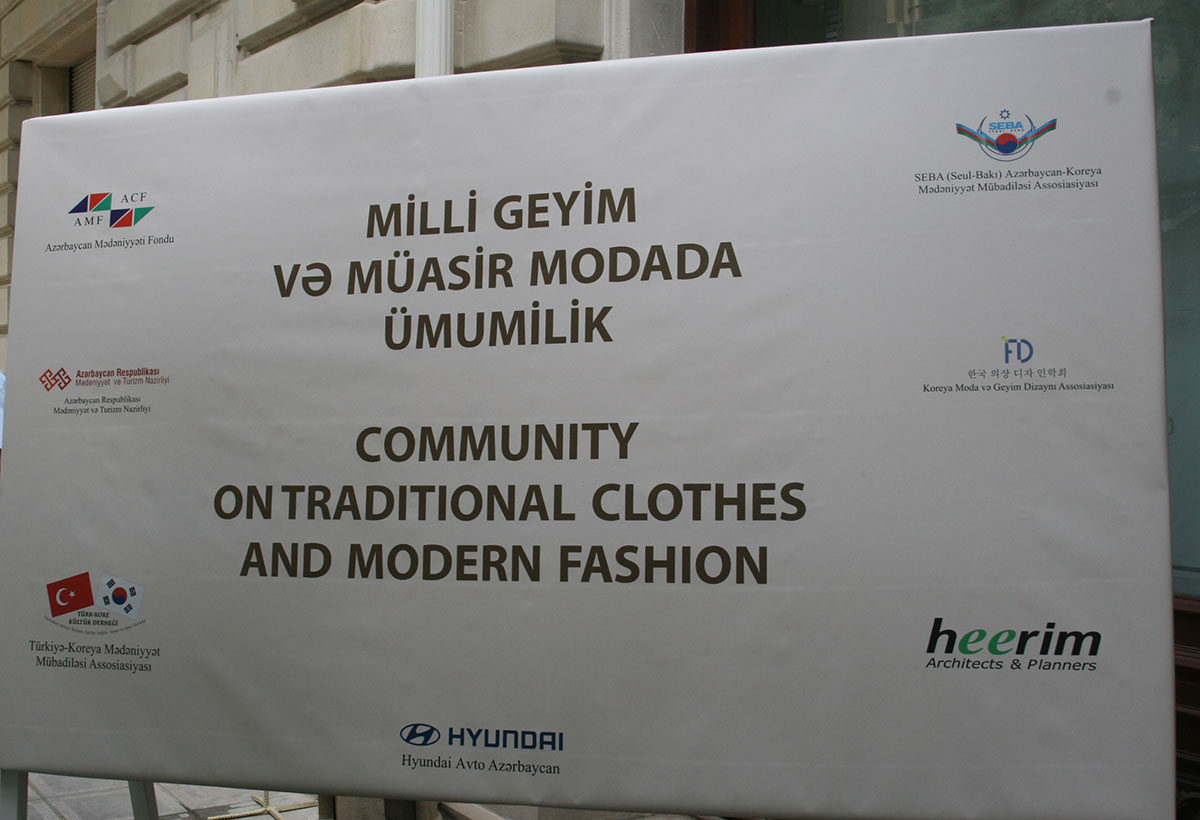 ACF
AMF
Azərbaycan Mədəniyyəti Fondu
SEBA
SEBA (Seul-Bakı) Azərbaycan-Koreya
Mədəniyyət Mübadiləsi Assosiasiyası
MİLLİ GEYİM
VƏ MÜASİR MODADA
ÜMUMİLİK
Azərbaycan Respublikası
Mədəniyyət və Turizm Nazirliyi
Azərbaycan Respublikası
Mədəniyyət və Turizm Nazirliyi
FD
한국 의상 디자 인학회
Koreya Moda və Geyim Dizaynı Assosiasiyası
COMMUNITY
ON TRADITIONAL CLOTHES
AND MODERN FASHION
TÜRK-KORE
KÜLTÜR DERNEĞİ
Türkiyə-Koreya Mədəniyyət
Mübadiləsi Assosiasiyası
heerim
Architects & Planners
HYUNDAI
Hyundai Avto Azərbaycan